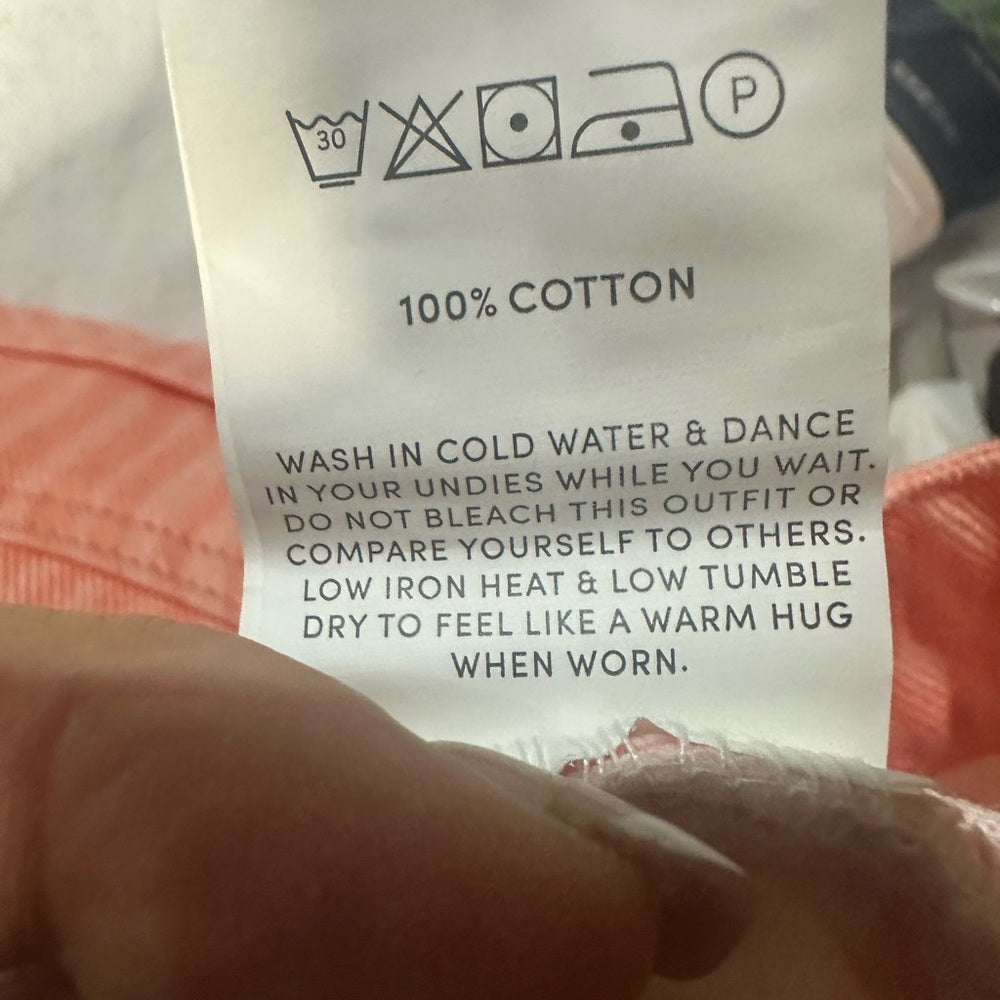 30 P
100% COTTON
WASH IN COLD WATER & DANCE
IN YOUR UNDIES WHILE YOU WAIT.
DO NOT BLEACH THIS OUTFIT OR
COMPARE YOURSELF TO OTHERS.
LOW IRON HEAT & LOW TUMBLE
DRY TO FEEL LIKE A WARM HUG
WHEN WORN.